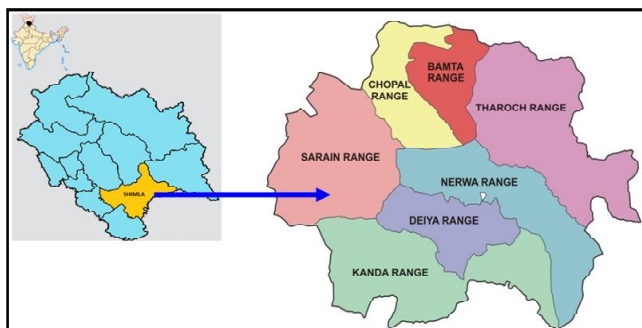 SHIMLA
CHOPAL
RANGE
BAMTA
RANGE
THAROCH RANGE
SARAIN RANGE
NERWA RANGE
DEIYA RANGE
KANDA RANGE